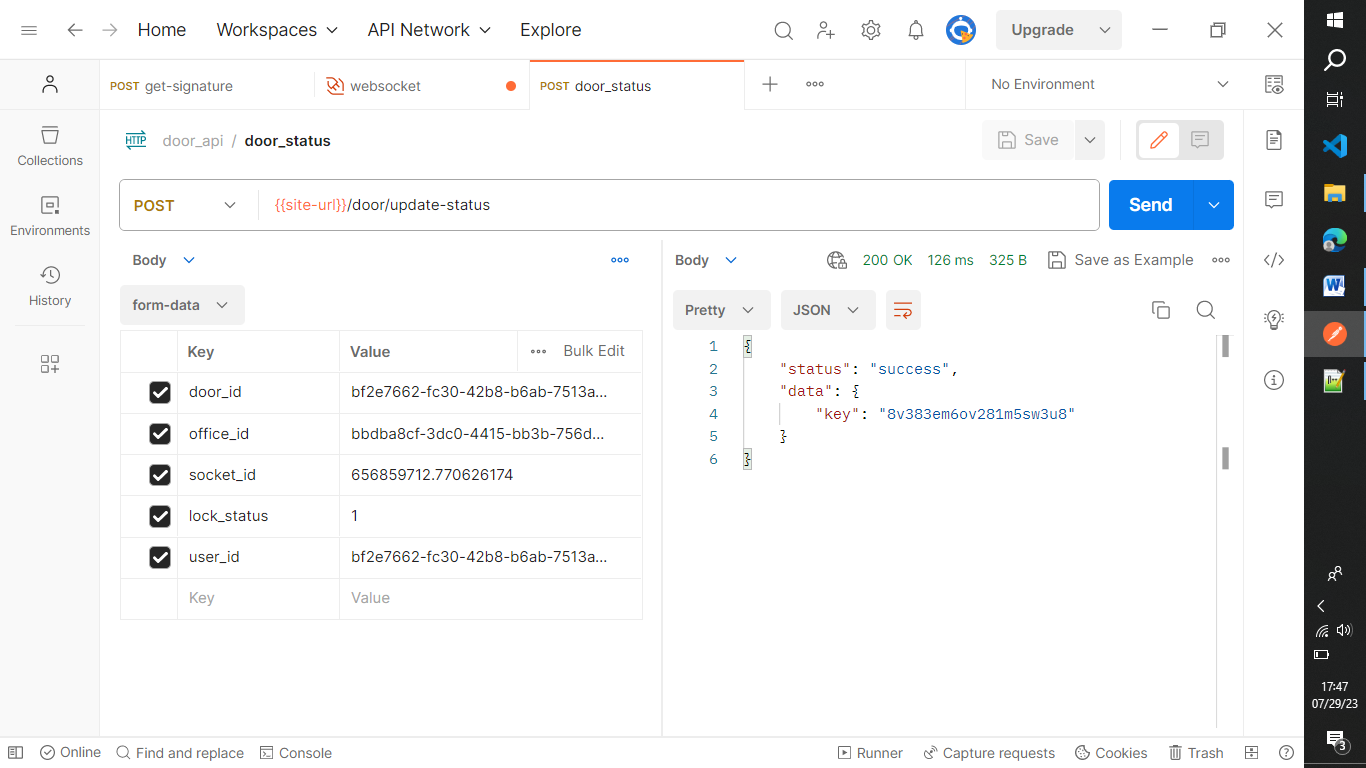 Home Workspaces API Network Explore Upgrade
POST get-signature websocket POST door_status No Environment
HTTP door_api / door_status Save
Collections
Environments
History
POST {{site-url}}/door/update-status Send
Body
form-data
Key Value Bulk Edit
door_id bf2e7662-fc30-42b8-b6ab-7513a...
office_id bbdba8cf-3dc0-4415-bb3b-756d...
socket_id 656859712.770626174
lock_status 1
user_id bf2e7662-fc30-42b8-b6ab-7513a...
Key Value
Body 200 OK 126 ms 325 B Save as Example
Pretty JSON
1 {
2 "status": "success",
3 "data": {
4 "key": "8v383em6ov281m5sw3u8"
5 }
6 }
Online Find and replace Console Runner Capture requests Cookies Trash
17:47
07/29/23
3